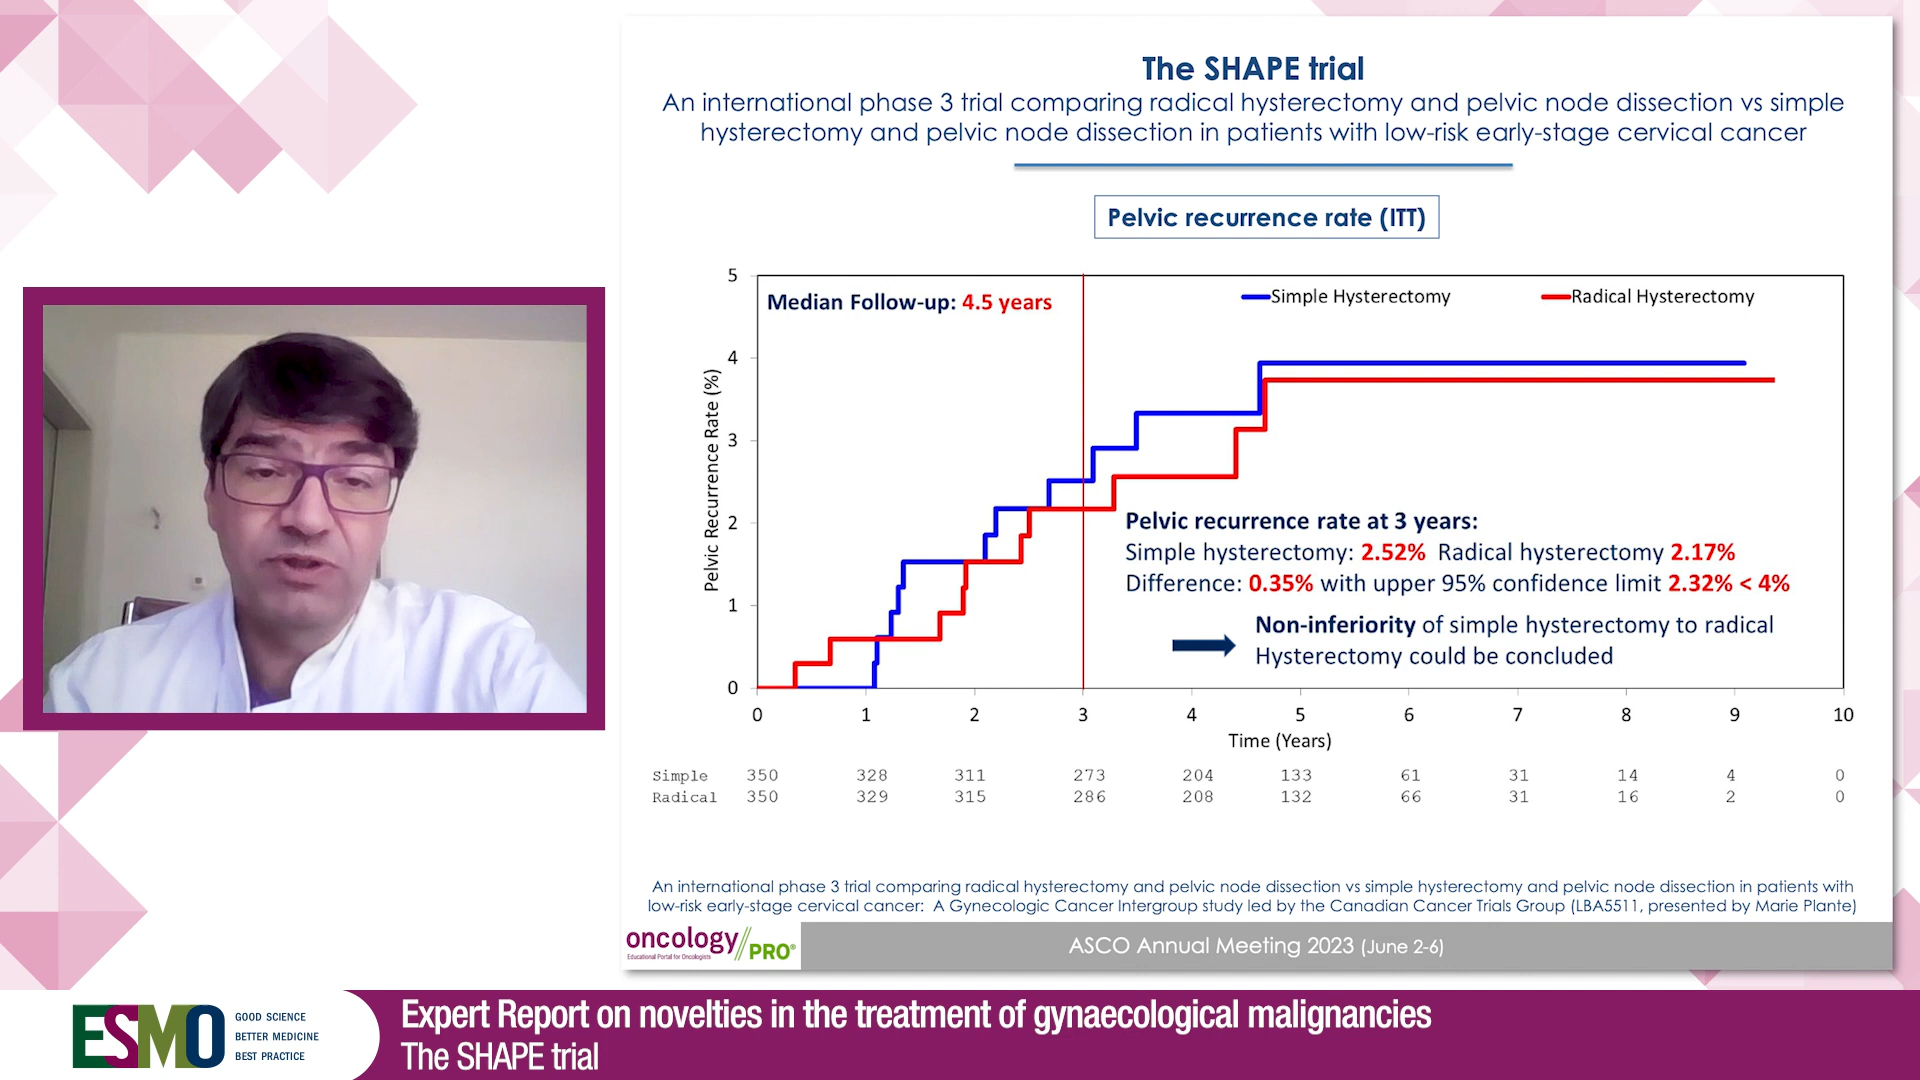 The SHAPE trial
An international phase 3 trial comparing radical hysterectomy and pelvic node dissection vs simple
hysterectomy and pelvic node dissection in patients with low-risk early-stage cervical cancer
Pelvic recurrence rate (ITT)
Median Follow-up: 4.5 years
Simple Hysterectomy
Radical Hysterectomy
Pelvic Recurrence Rate (%)
5
4
3
2
1
0
Pelvic recurrence rate at 3 years:
Simple hysterectomy: 2.52% Radical hysterectomy 2.17%
Difference: 0.35% with upper 95% confidence limit 2.32% < 4%
Non-inferiority of simple hysterectomy to radical
Hysterectomy could be concluded
0 1 2 3 4 5 6 7 8 9 10
Time (Years)
Simple 350 328 311 273 204 133 61 31 14 4 0
Radical 350 329 315 286 208 132 66 31 16 2 0
An international phase 3 trial comparing radical hysterectomy and pelvic node dissection vs simple hysterectomy and pelvic node dissection in patients with
low-risk early-stage cervical cancer: A Gynecologic Cancer Intergroup study led by the Canadian Cancer Trials Group (LBA5511, presented by Marie Plante)
oncology//PRO®
Educational Portal for Oncologists
ASCO Annual Meeting 2023 (June 2-6)
ESMO
GOOD SCIENCE
BETTER MEDICINE
BEST PRACTICE
Expert Report on novelties in the treatment of gynaecological malignancies
The SHAPE trial